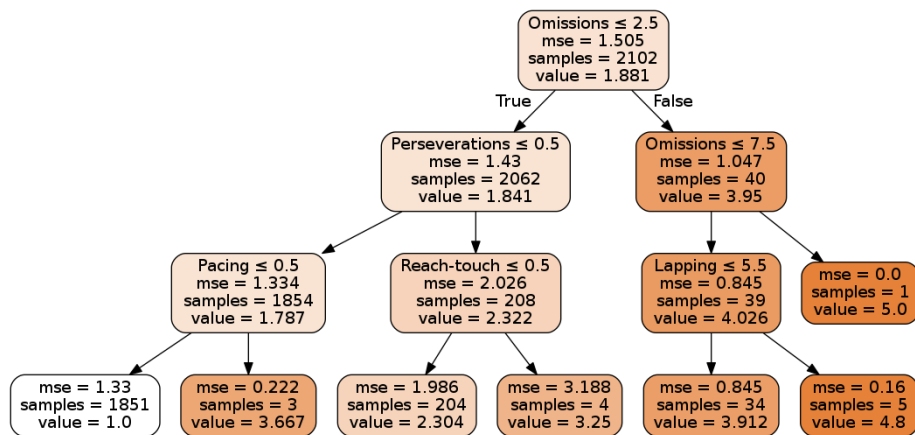 Omissions ≤ 2.5
mse = 1.505
samples = 2102
value = 1.881
True
False
Perseverations ≤ 0.5
mse = 1.43
samples = 2062
value = 1.841
Omissions ≤ 7.5
mse = 1.047
samples = 40
value = 3.95
Pacing ≤ 0.5
mse = 1.334
samples = 1854
value = 1.787
Reach-touch ≤ 0.5
mse = 2.026
samples = 208
value = 2.322
Lapping ≤ 5.5
mse = 0.845
samples = 39
value = 4.026
mse = 0.0
samples = 1
value = 5.0
mse = 1.33
samples = 1851
value = 1.0
mse = 0.222
samples = 3
value = 3.667
mse = 1.986
samples = 204
value = 2.304
mse = 3.188
samples = 4
value = 3.25
mse = 0.845
samples = 34
value = 3.912
mse = 0.16
samples = 5
value = 4.8